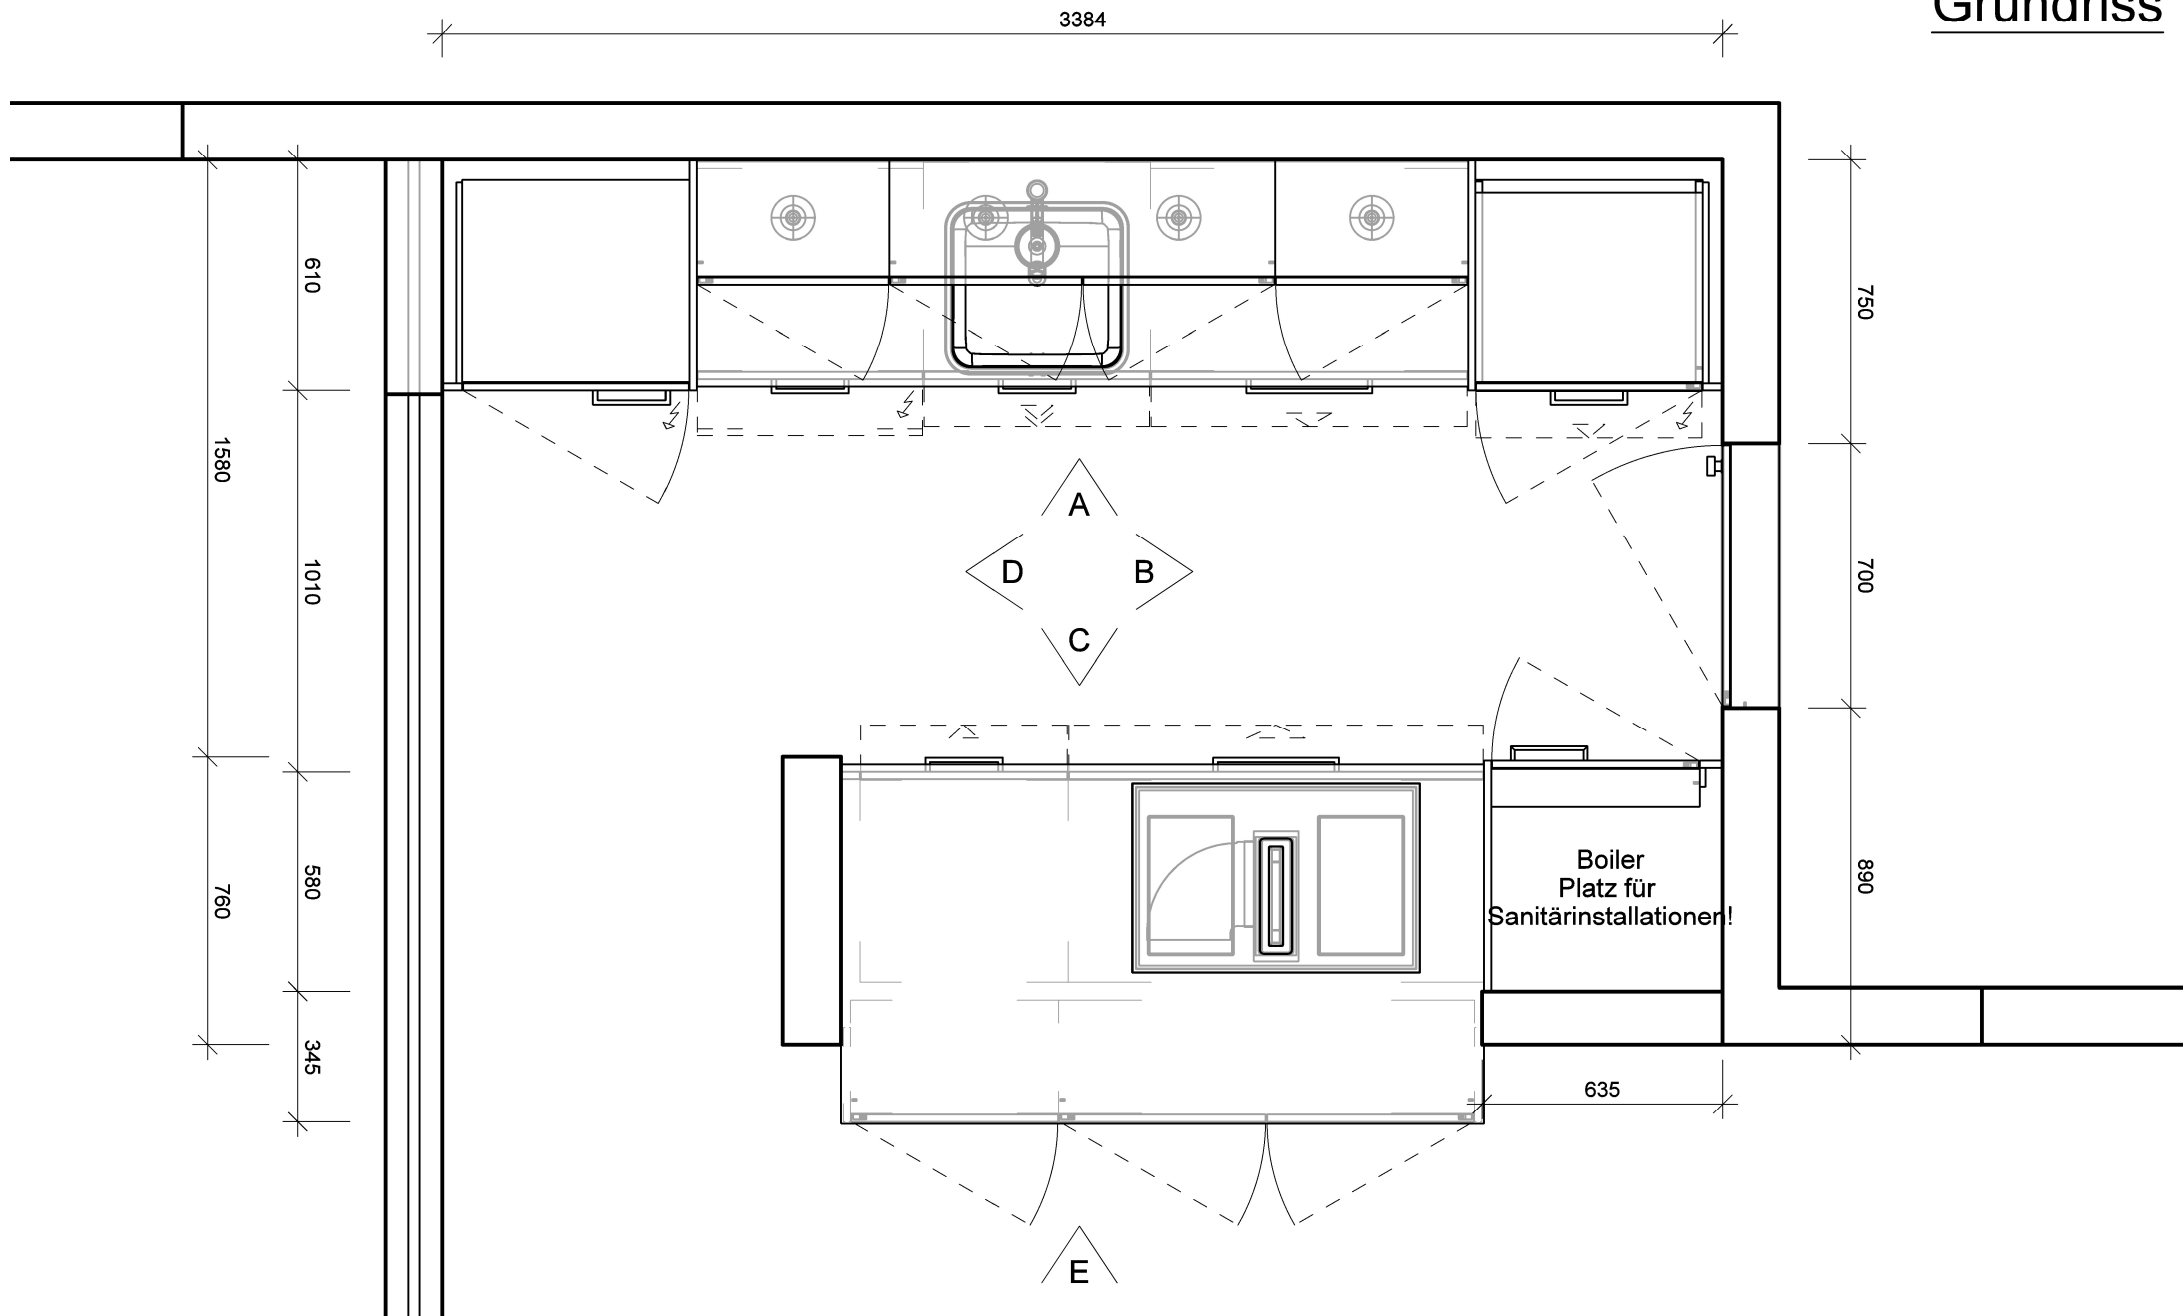 Grundriss
3384
610
750
1580
A
1010
D
B
700
C
580
760
Boiler
Platz für
Sanitärinstallationen!
890
345
635
E